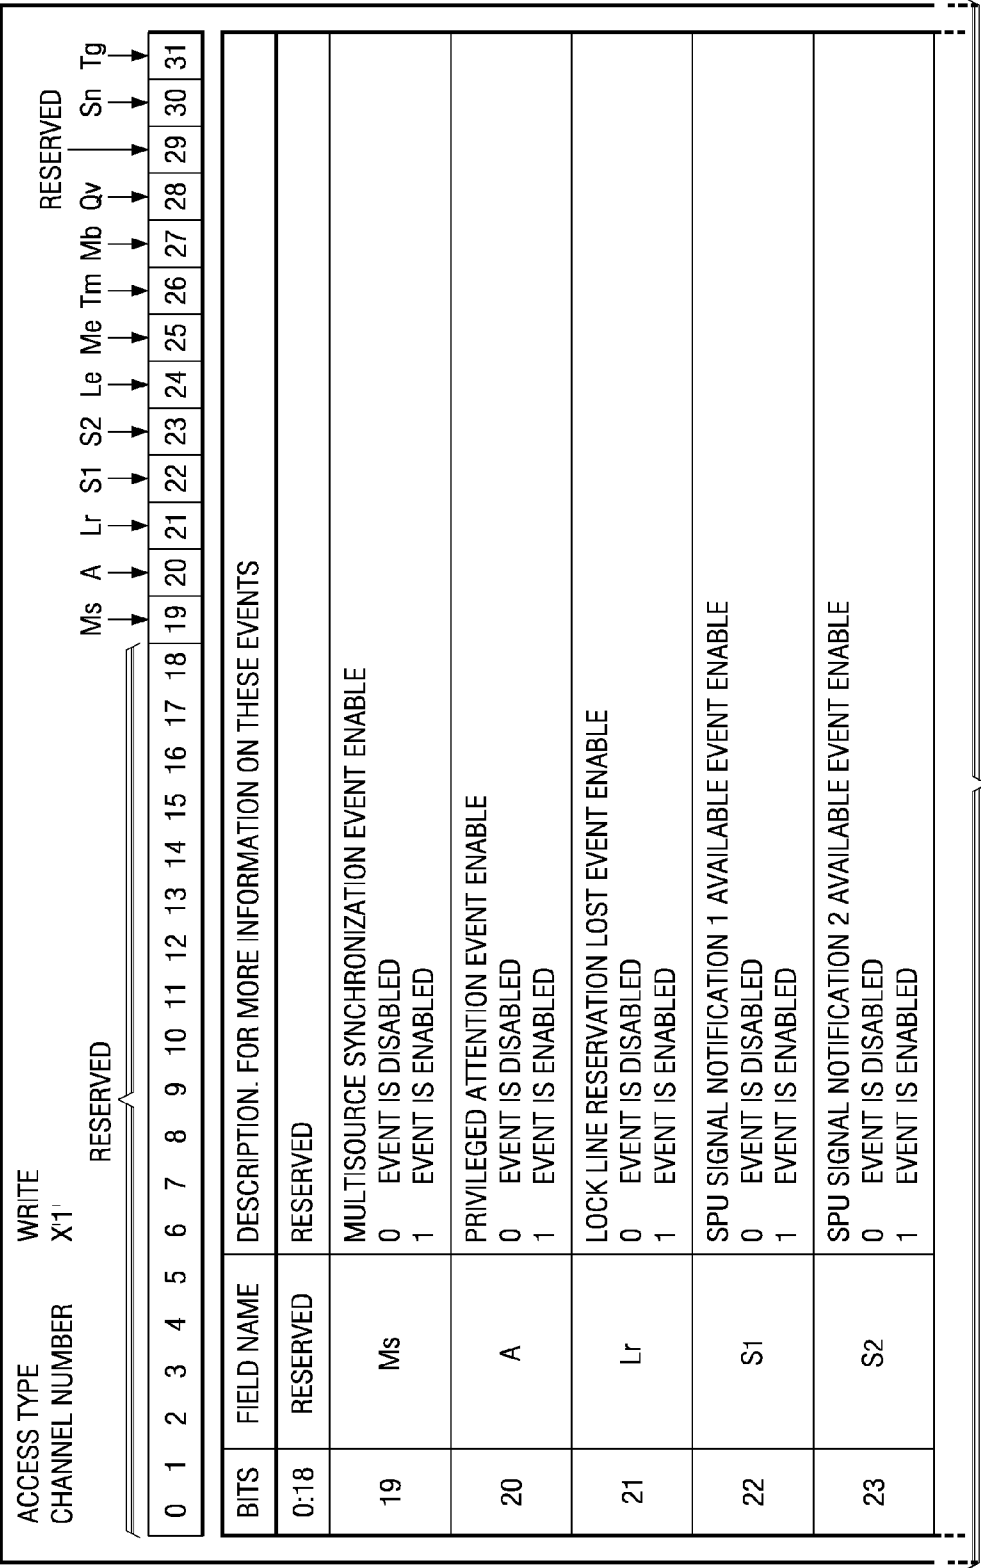 ACCESS TYPE WRITE
CHANNEL NUMBER X'1'
RESERVED
RESERVED
Ms A Lr S1 S2 Le Me Tm Mb Qv Sn Tg
0 1 2 3 4 5 6 7 8 9 10 11 12 13 14 15 16 17 18 19 20 21 22 23 24 25 26 27 28 29 30 31
BITS FIELD NAME DESCRIPTION. FOR MORE INFORMATION ON THESE EVENTS
0:18 RESERVED RESERVED
19 Ms MULTISOURCE SYNCHRONIZATION EVENT ENABLE
0 EVENT IS DISABLED
1 EVENT IS ENABLED
20 A PRIVILEGED ATTENTION EVENT ENABLE
0 EVENT IS DISABLED
1 EVENT IS ENABLED
21 Lr LOCK LINE RESERVATION LOST EVENT ENABLE
0 EVENT IS DISABLED
1 EVENT IS ENABLED
22 S1 SPU SIGNAL NOTIFICATION 1 AVAILABLE EVENT ENABLE
0 EVENT IS DISABLED
1 EVENT IS ENABLED
23 S2 SPU SIGNAL NOTIFICATION 2 AVAILABLE EVENT ENABLE
0 EVENT IS DISABLED
1 EVENT IS ENABLED